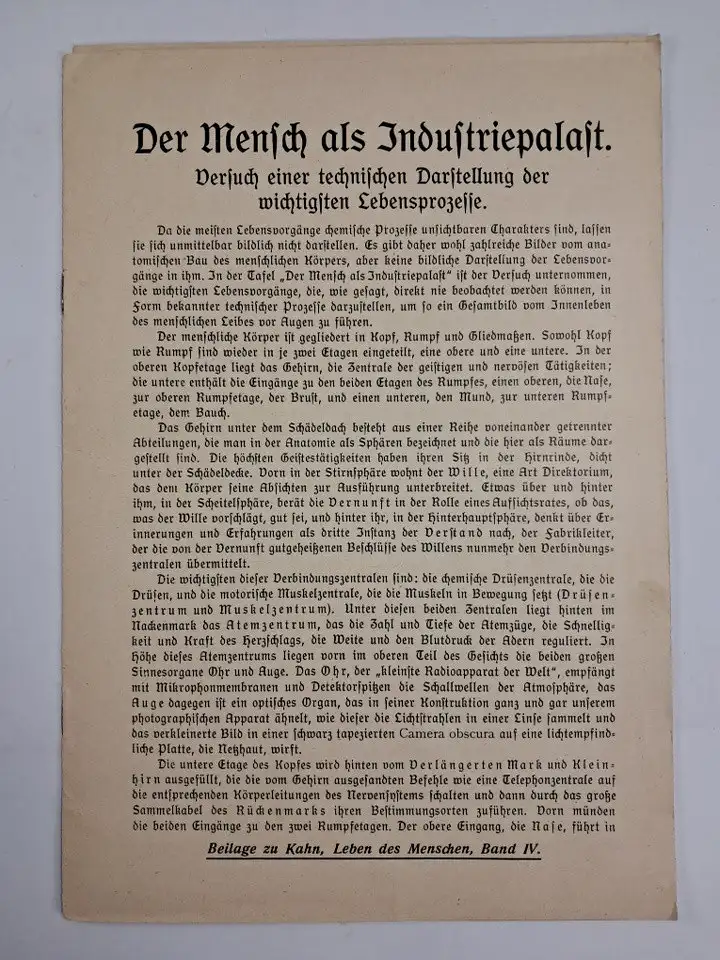 Der Mensch als Industriepalast.
Versuch einer technischen Darstellung der
wichtigsten Lebensprozesse.
Da die meisten Lebensvorgänge chemische Prozesse unsichtbaren Charakters sind, lassen
sie sich unmittelbar bildlich nicht darstellen. Es gibt daher wohl zahlreiche Bilder vom ana-
tomischen Bau des menschlichen Körpers, aber keine bildliche Darstellung der Lebensvor-
gänge in ihm. In der Tafel „Der Mensch als Industriepalast“ ist der Versuch unternommen,
die wichtigsten Lebensvorgänge, die, wie gesagt, direkt nie beobachtet werden können, in
Form bekannter technischer Prozesse darzustellen, um so ein Gesamtbild vom Innenleben
des menschlichen Leibes vor Augen zu führen.
Der menschliche Körper ist gegliedert in Kopf, Rumpf und Gliedmaßen. Sowohl Kopf
wie Rumpf sind wieder in je zwei Etagen eingeteilt, eine obere und eine untere. In der
oberen Kopfetage liegt das Gehirn, die Zentrale der geistigen und nervösen Tätigkeiten;
die untere enthält die Eingänge zu den beiden Etagen des Rumpfes, einen oberen, die Nase,
zur oberen Rumpfetage, der Brust, und einen unteren, den Mund, zur unteren Rumpf-
etage, dem Bauch.
Das Gehirn unter dem Schädeldach besteht aus einer Reihe voneinander getrennter
Abteilungen, die man in der Anatomie als Sphären bezeichnet und die hier als Räume dar-
gestellt sind. Die höchsten Geistestätigkeiten haben ihren Sitz in der Hirnrinde, dicht
unter der Schädeldecke. Vorn in der Stirnsphäre wohnt der Wille, eine Art Direktorium,
das dem Körper seine Absichten zur Ausführung unterbreitet. Etwas über und hinter
ihm, in der Scheitelsphäre, berät die Vernunft in der Rolle eines Aufsichtsrates, ob das,
was der Wille vorschlägt, gut sei, und hinter ihr, in der Hinterhauptsphäre, denkt über Er-
innerungen und Erfahrungen als dritte Instanz der Verstand nach, der Fabrikleiter,
der die von der Vernunft gutgeheißenen Beschlüsse des Willens nunmehr den Verbindungs-
zentralen übermittelt.
Die wichtigsten dieser Verbindungszentralen sind: die chemische Drüsenzentrale, die die
Drüsen, und die motorische Muskelzentrale, die die Muskeln in Bewegung setzt (Drüsen-
zentrum und Muskelzentrum). Unter diesen beiden Zentralen liegt hinten im
Nackenmark das Atemzentrum, das die Zahl und Tiefe der Atemzüge, die Schnellig-
keit und Kraft des Herzschlags, die Weite und den Blutdruck der Adern reguliert. In
Höhe dieses Atemzentrums liegen vorn im oberen Teil des Gesichts die beiden großen
Sinnesorgane Ohr und Auge. Das Ohr, der „kleinste Radioapparat der Welt“, empfängt
mit Mikrophonmembranen und Detektorspitzen die Schallwellen der Atmosphäre, das
Auge dagegen ist ein optisches Organ, das in seiner Konstruktion ganz und gar unserem
photographischen Apparat ähnelt, wie dieser die Lichtstrahlen in einer Linse sammelt und
das verkleinerte Bild in einer schwarz tapezierten Camera obscura auf eine lichtempfind-
liche Platte, die Netzhaut, wirft.
Die untere Etage des Kopfes wird hinten vom Verlängerten Mark und Klein-
hirn ausgefüllt, die die vom Gehirn ausgesandten Befehle wie eine Telephonzentrale auf
die entsprechenden Körperleitungen des Nervensystems schalten und dann durch das große
Sammelkabel des Rückenmarks ihren Bestimmungsorten zuführen. Vorn münden
die beiden Eingänge zu den zwei Rumpfetagen. Der obere Eingang, die Nase, führt in
Beilage zu Kahn, Leben des Menschen, Band IV.